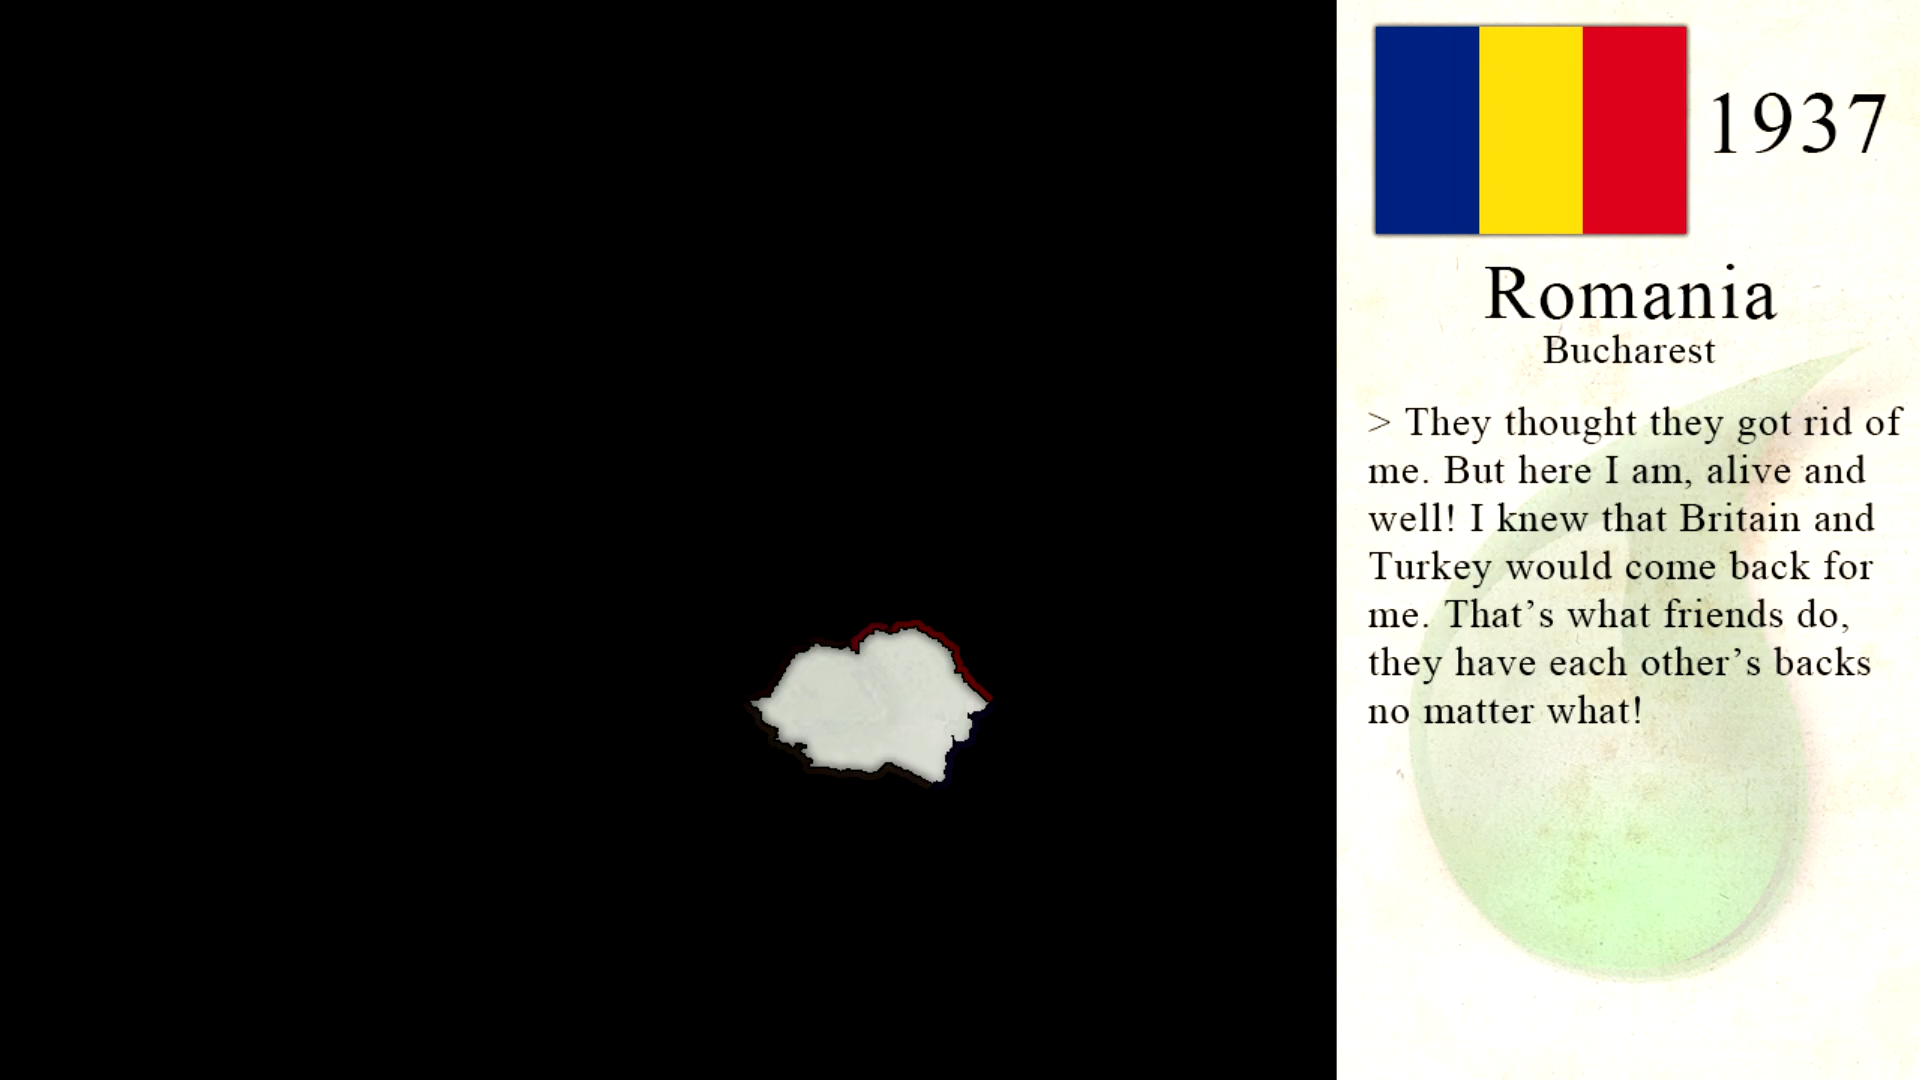 1937
Romania
Bucharest
> They thought they got rid of
me. But here I am, alive and
well! I knew that Britain and
Turkey would come back for
me. That’s what friends do,
they have each other’s backs
no matter what!